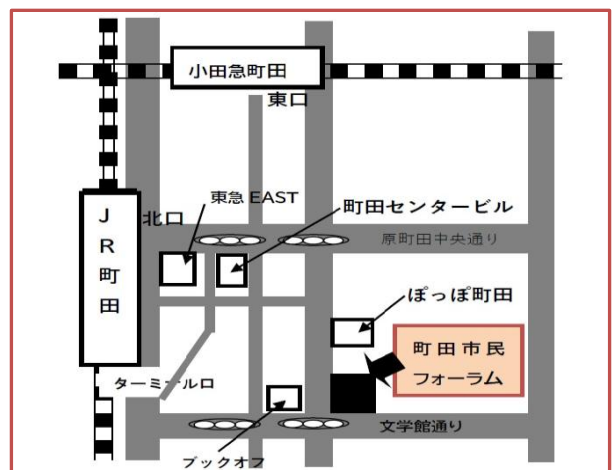 小田急町田
東口
東急 EAST
町田センタービル
北口
JR町田
原町田中央通り
ぽっぽ町田
町田市民
フォーラム
ターミナル口
文学館通り
ブックオフ